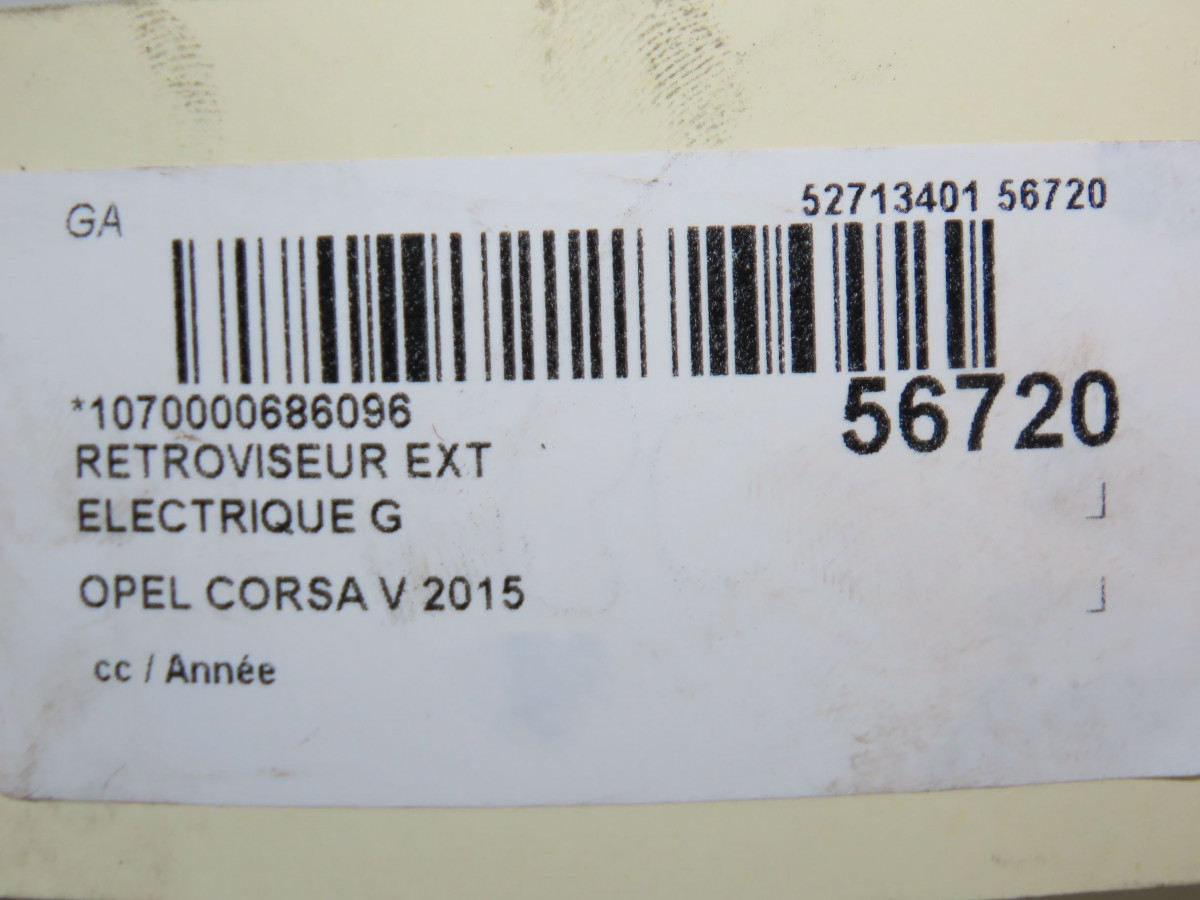 GA
52713401 56720
*1070000686096
56720
RETROVISEUR EXT
ELECTRIQUE G
OPEL CORSA V 2015
cc / Année